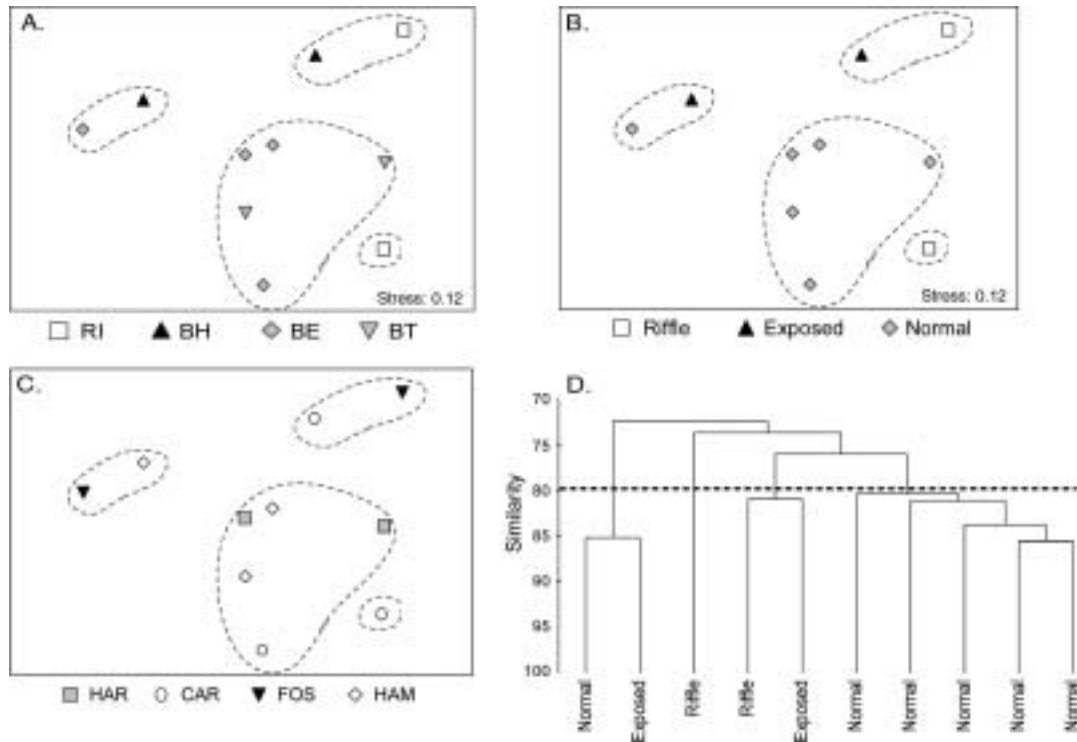 A.
Stress: 0.12
RI BH BE BT
B.
Stress: 0.12
Riffle Exposed Normal
C.
HAR CAR FOS HAM
D.
Similarity
70
75
80
85
90
95
100
Normal
Exposed
Riffle
Riffle
Exposed
Normal
Normal
Normal
Normal
Normal